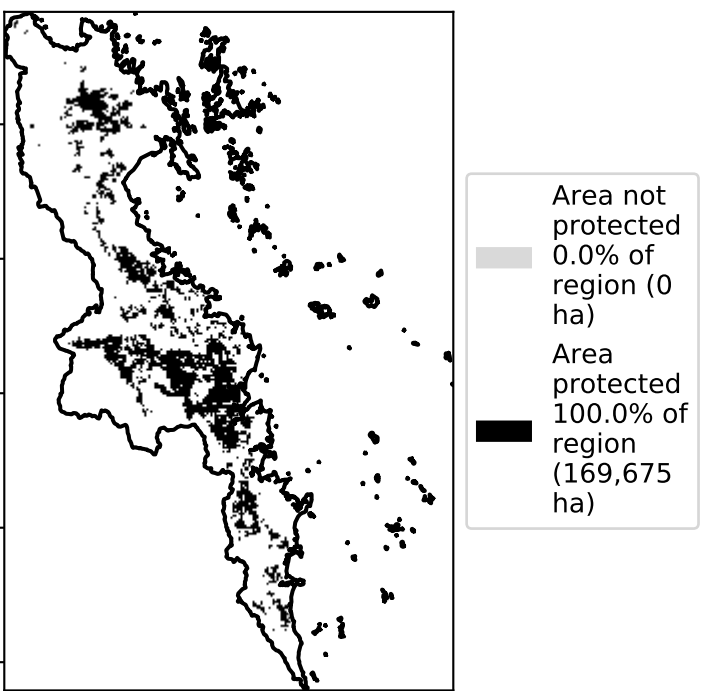 Area not
protected
0.0% of
region (0
ha)
Area
protected
100.0% of
region
(169,675
ha)